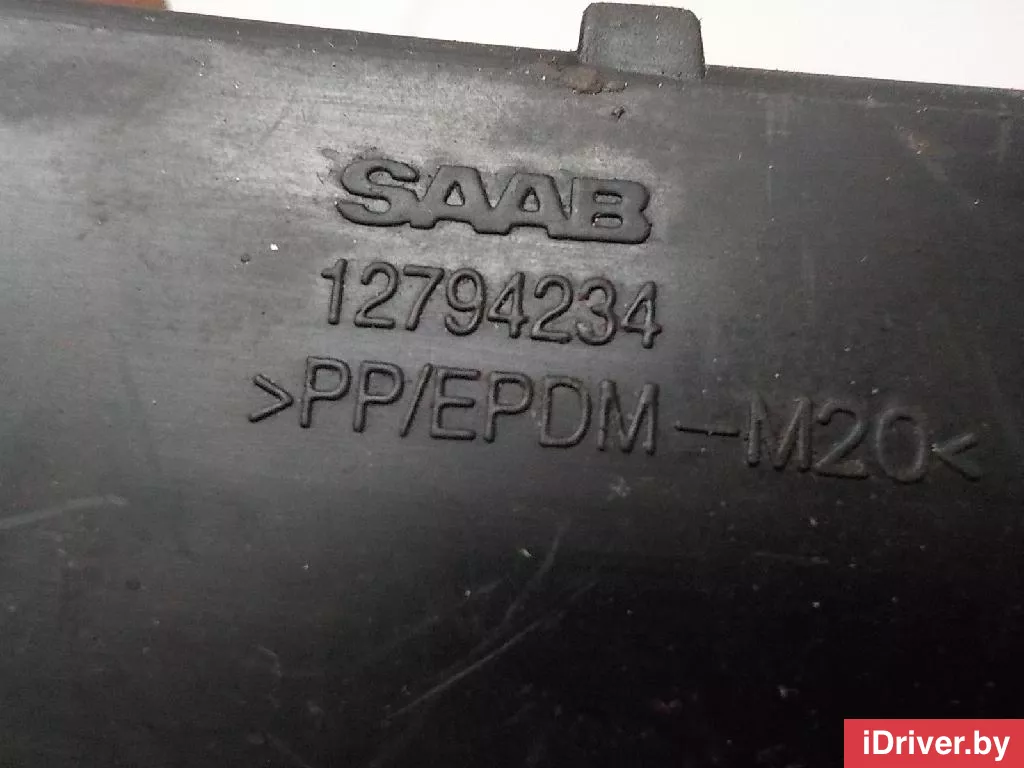 SAAB
12794234
>PP/EPDM-M20<
iDriver.by